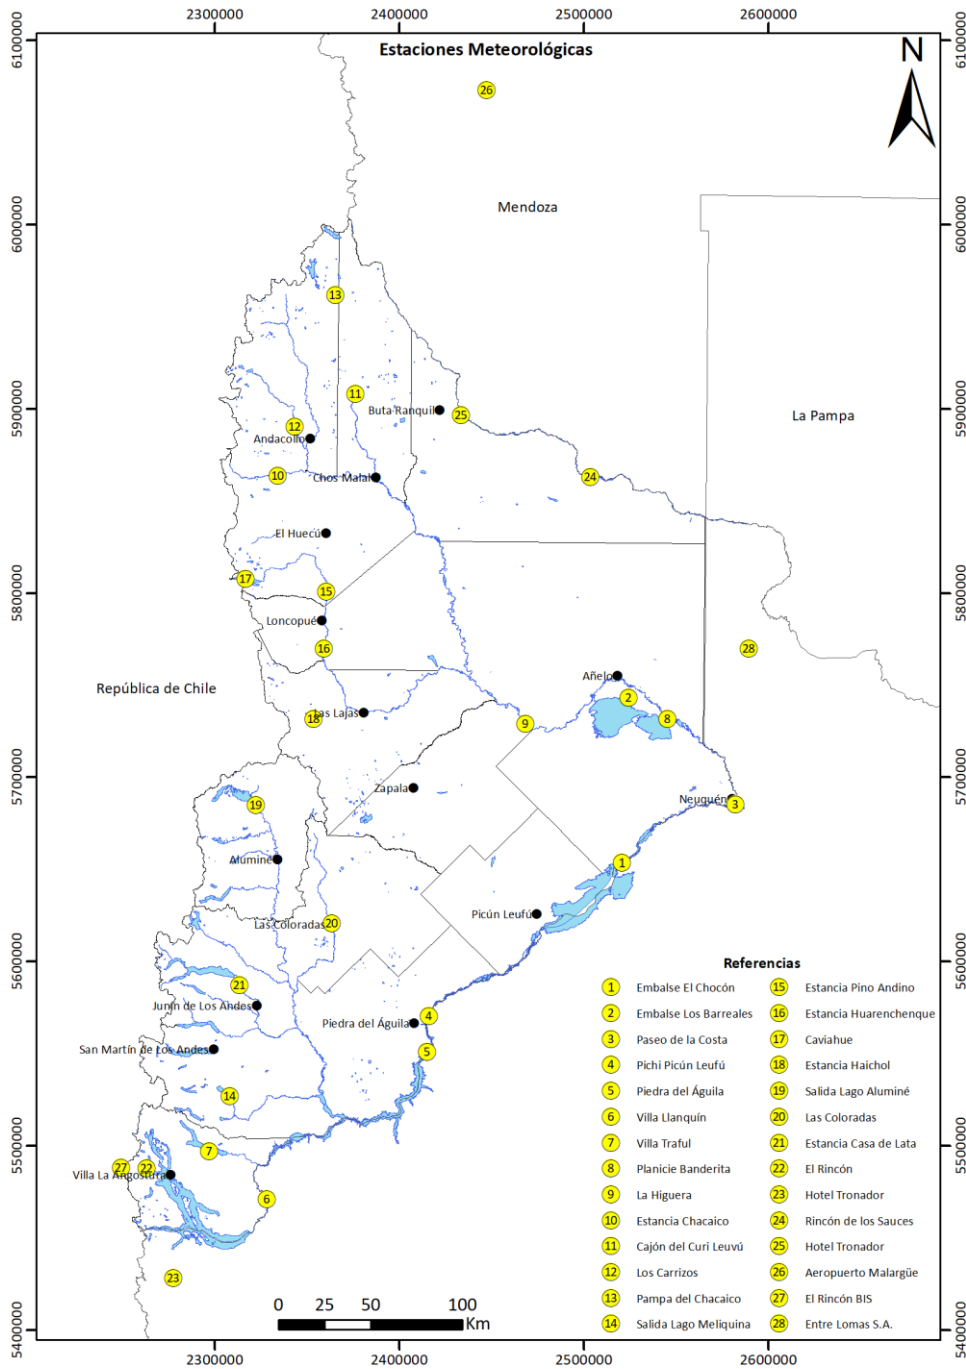 2300000 2400000 2500000 2600000
Estaciones Meteorológicas
N
6100000 6100000
26
Mendoza
6000000 6000000
13
11
Buta Ranquil
25
5900000 5900000
La Pampa
12
Andacollo
10
Chos Malal
24
El Huecú
17
15
5800000 5800000
Loncopué
16
28
República de Chile
Añelo
2
18
Las Lajas
9
8
5700000 5700000
Zapala
19
Neuquén
3
Aluminé
1
Las Coloradas
20
Picún Leufú
5600000 5600000
21
Junín de Los Andes
Piedra del Águila
4
San Martín de Los Andes
5
14
5500000 5500000
7
27
22
Villa La Angostura
6
23
5400000 5400000
0 25 50 100
Km
Referencias
1 Embalse El Chocón
2 Embalse Los Barreales
3 Paseo de la Costa
4 Pichi Picún Leufú
5 Piedra del Águila
6 Villa Llanquín
7 Villa Traful
8 Planicie Banderita
9 La Higuera
10 Estancia Chacaico
11 Cajón del Curi Leuvú
12 Los Carrizos
13 Pampa del Chacaico
14 Salida Lago Meliquina
15 Estancia Pino Andino
16 Estancia Huarenchenque
17 Caviahue
18 Estancia Haichol
19 Salida Lago Aluminé
20 Las Coloradas
21 Estancia Casa de Lata
22 El Rincón
23 Hotel Tronador
24 Rincón de los Sauces
25 Hotel Tronador
26 Aeropuerto Malargüe
27 El Rincón BIS
28 Entre Lomas S.A.
2300000 2400000 2500000 2600000